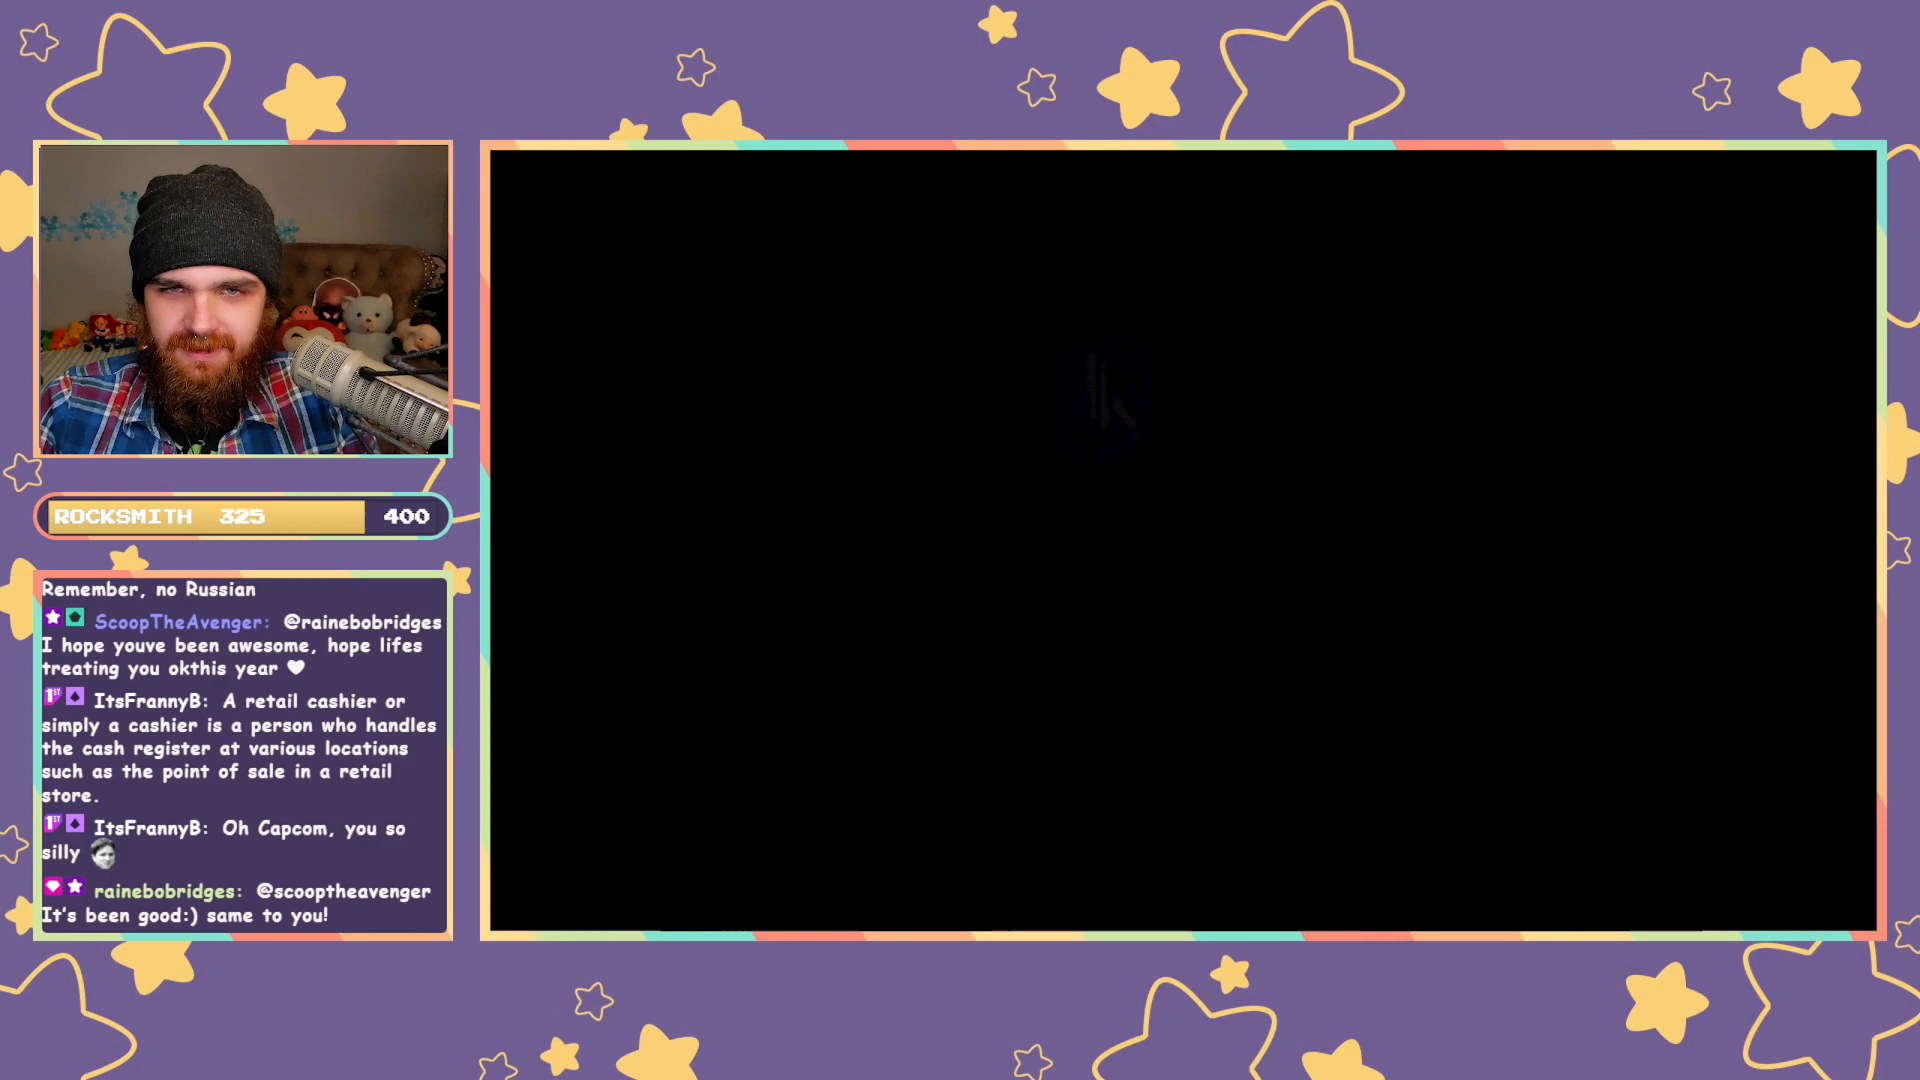 ROCKSMITH 325 400
Remember, no Russian
ScoopTheAvenger: @rainebobridges
I hope youve been awesome, hope lifes
treating you okthis year
1ST ItsFrannyB: A retail cashier or
simply a cashier is a person who handles
the cash register at various locations
such as the point of sale in a retail
store.
1ST ItsFrannyB: Oh Capcom, you so
silly
rainebobridges: @scooptheavenger
It's been good:) same to you!